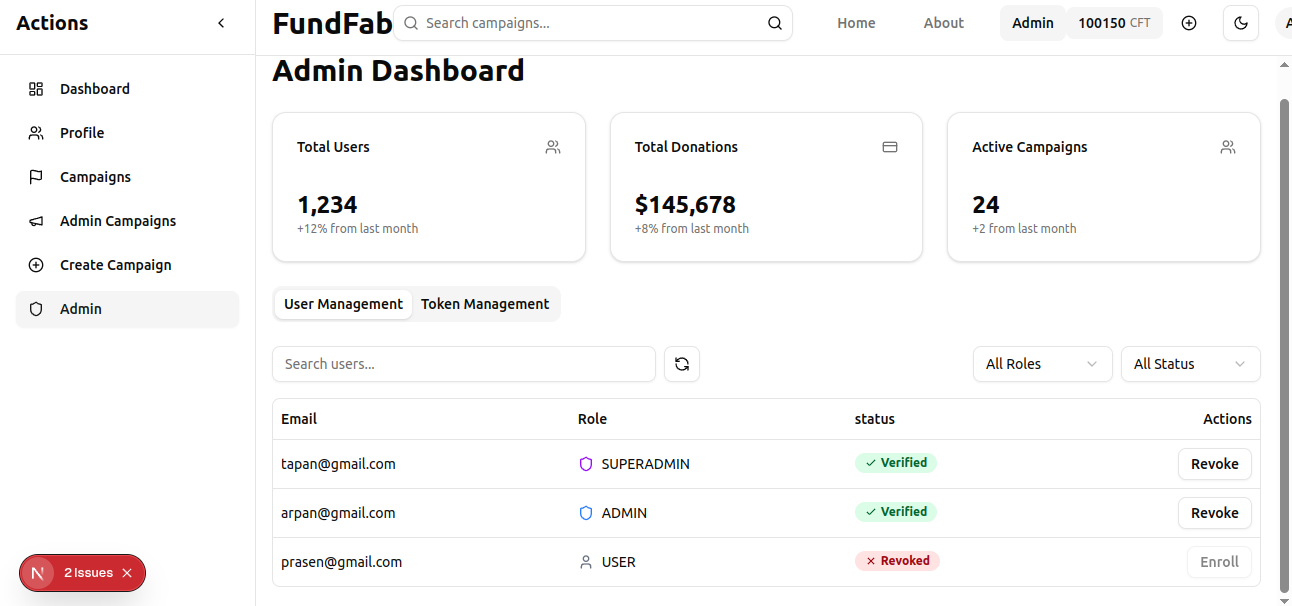 Actions
FundFab Search campaigns... Home About Admin 100150 CFT A
Dashboard
Profile
Campaigns
Admin Campaigns
Create Campaign
Admin
Admin Dashboard
Total Users Total Donations Active Campaigns
1,234 $145,678 24
+12% from last month +8% from last month +2 from last month
User Management Token Management
Search users... All Roles All Status
Email Role status Actions
tapan@gmail.com SUPERADMIN Verified Revoke
arpan@gmail.com ADMIN Verified Revoke
prasen@gmail.com USER Revoked Enroll
N 2 Issues